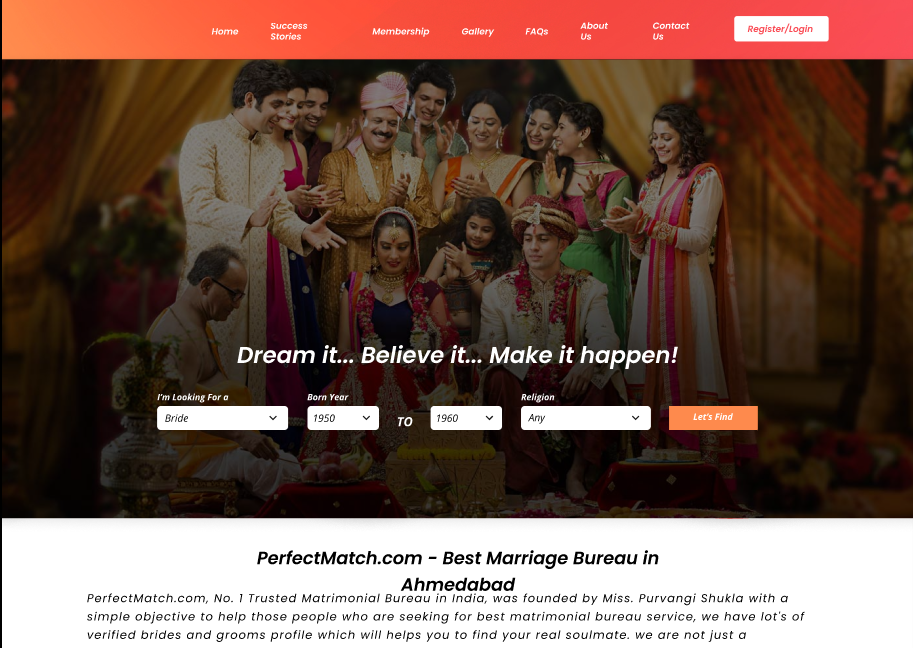 Home
Success
Stories
Membership
Gallery
FAQs
About
Us
Contact
Us
Register/Login
Dream it... Believe it... Make it happen!
I'm Looking For a
Born Year
Religion
Bride
1950
TO
1960
Any
Let's Find
PerfectMatch.com - Best Marriage Bureau in
Ahmedabad
PerfectMatch.com, No. 1 Trusted Matrimonial Bureau in India, was founded by Miss. Purvangi Shukla with a
simple objective to help those people who are seeking for best matrimonial bureau service, we have lot's of
verified brides and grooms profile which will helps you to find your real soulmate. we are not just a